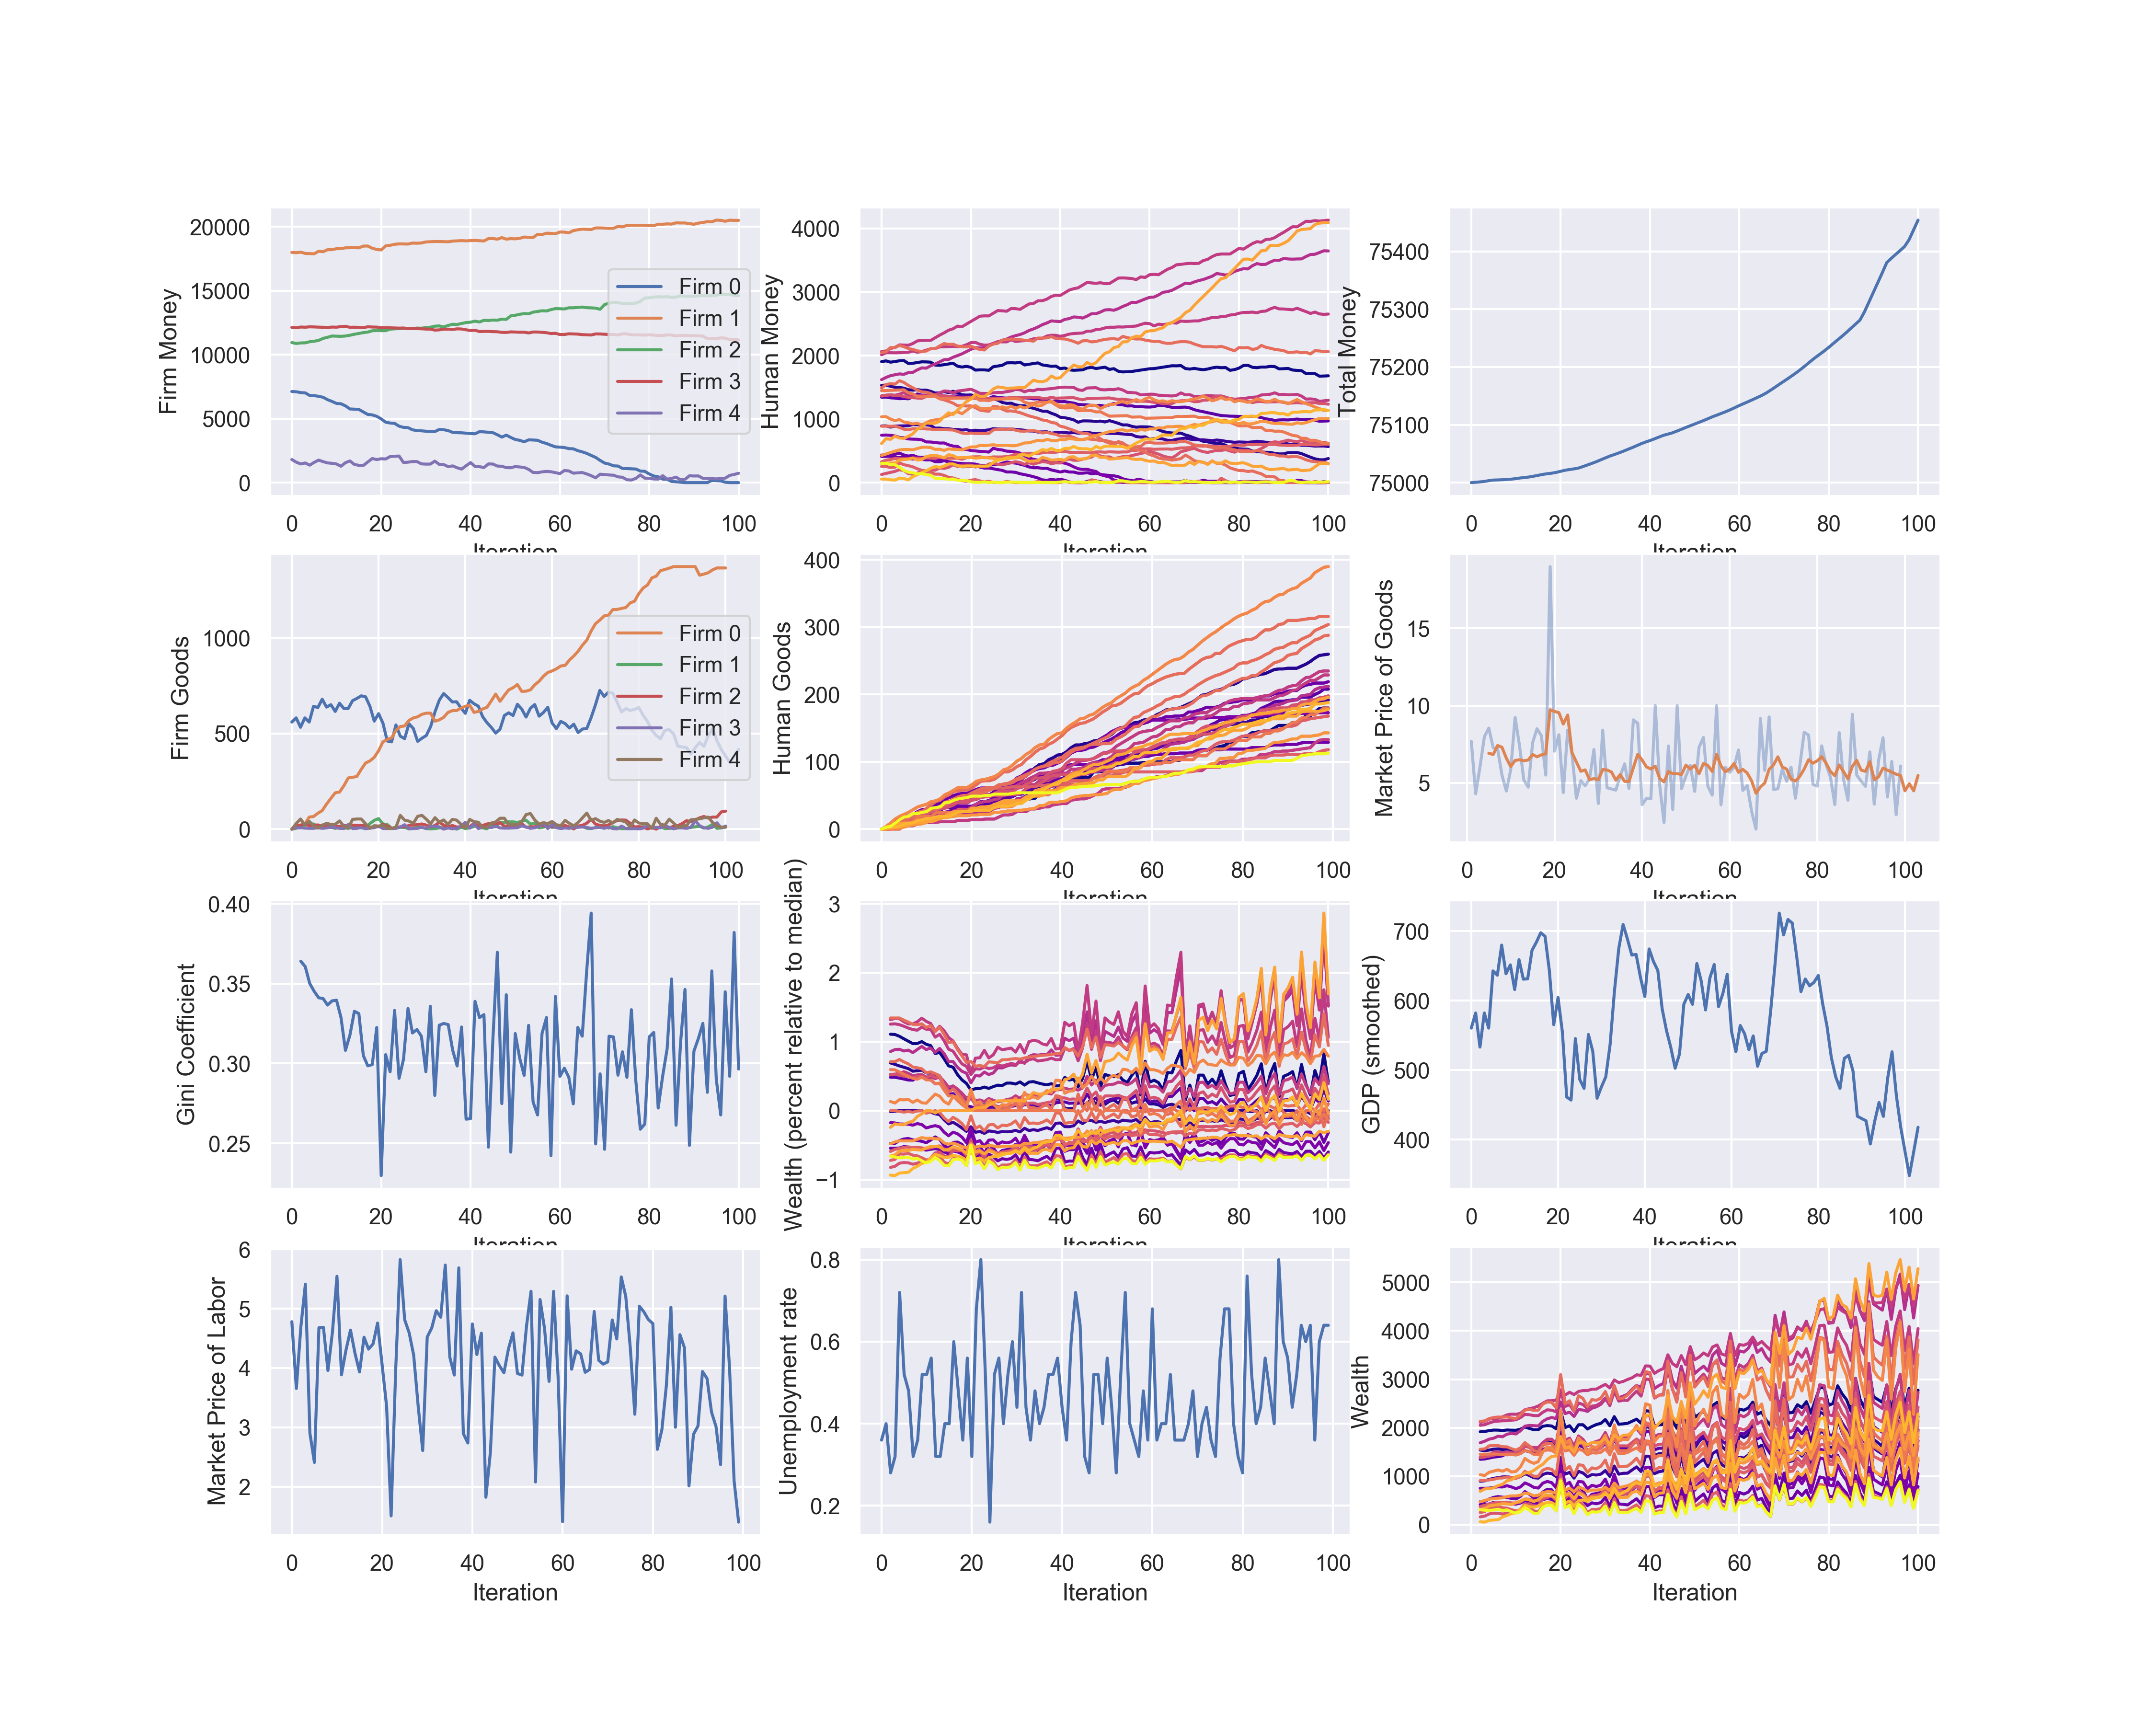 Firm Money
20000
15000
10000
5000
0
Firm 0
Firm 1
Firm 2
Firm 3
Firm 4
0 20 40 60 80 100
Iteration
Human Money
4000
3000
2000
1000
0
0 20 40 60 80 100
Iteration
Total Money
75400
75300
75200
75100
75000
0 20 40 60 80 100
Iteration
Firm Goods
1000
500
0
Firm 0
Firm 1
Firm 2
Firm 3
Firm 4
0 20 40 60 80 100
Iteration
Human Goods
400
300
200
100
0
0 20 40 60 80 100
Iteration
Market Price of Goods
15
10
5
0 20 40 60 80 100
Iteration
Gini Coefficient
0.40
0.35
0.30
0.25
0 20 40 60 80 100
Iteration
Wealth (percent relative to median)
3
2
1
0
−1
0 20 40 60 80 100
Iteration
GDP (smoothed)
700
600
500
400
0 20 40 60 80 100
Iteration
Market Price of Labor
6
5
4
3
2
0 20 40 60 80 100
Iteration
Unemployment rate
0.8
0.6
0.4
0.2
0 20 40 60 80 100
Iteration
Wealth
5000
4000
3000
2000
1000
0
0 20 40 60 80 100
Iteration